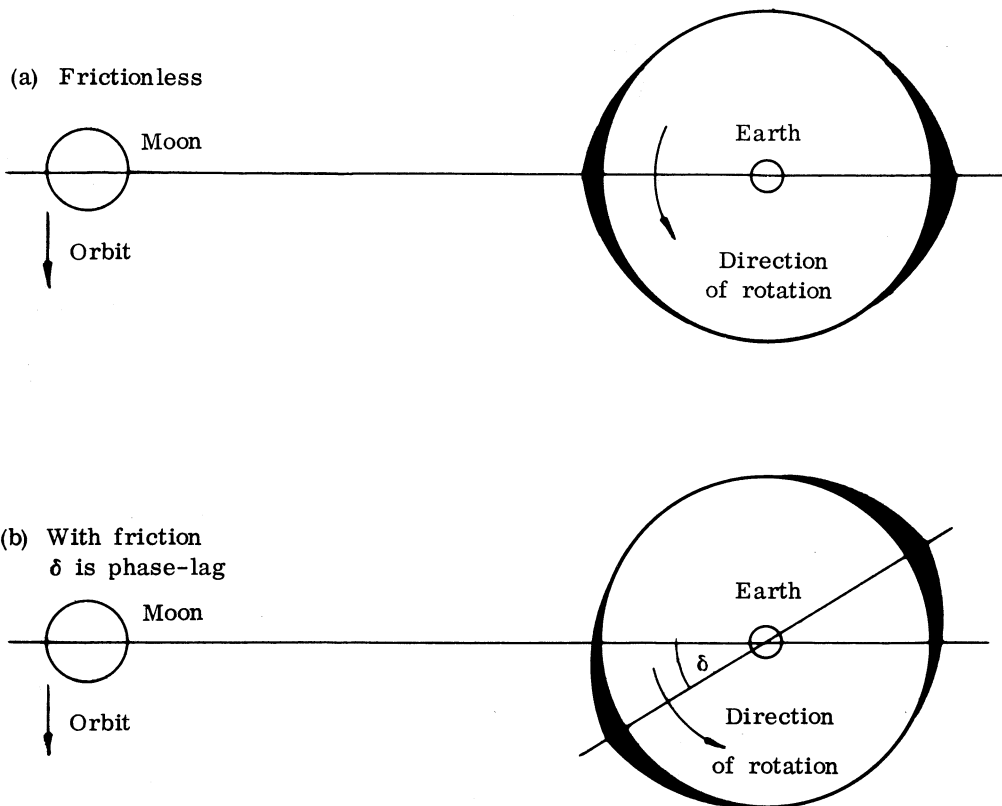 (a) Frictionless
Moon
Orbit
Earth
Direction
of rotation
(b) With friction
δ is phase-lag
Moon
Orbit
Earth
δ
Direction
of rotation